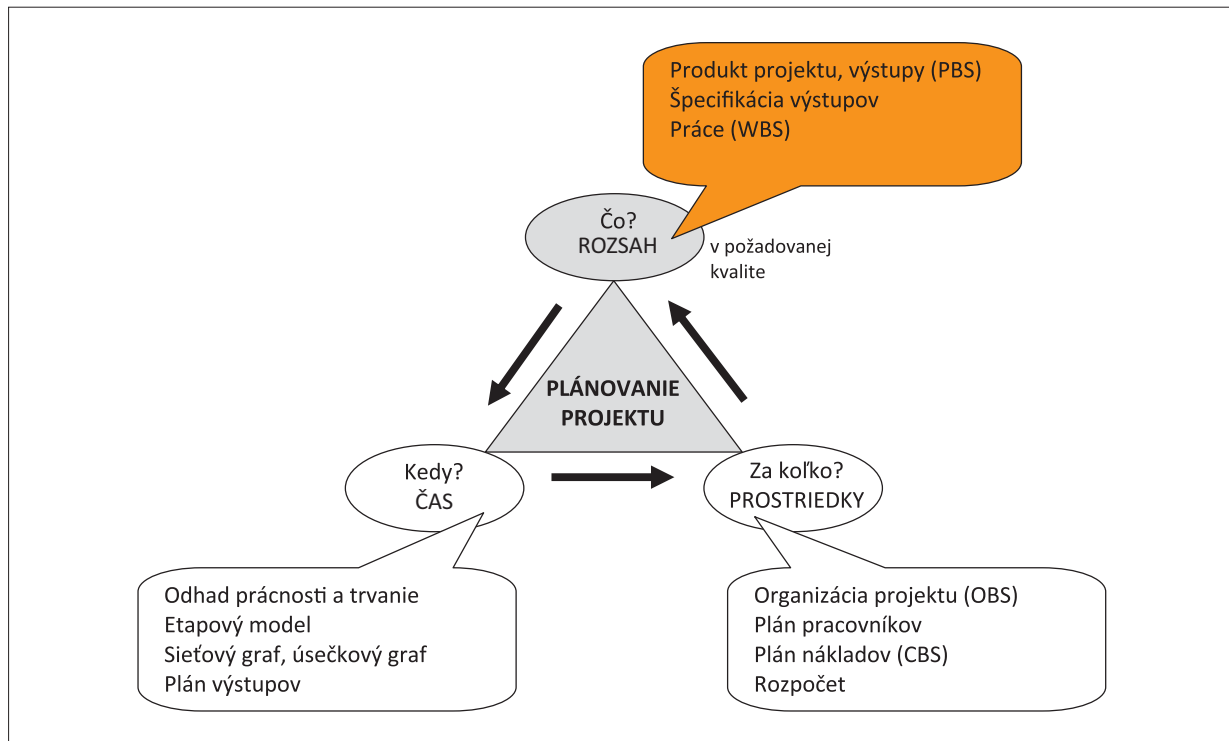 Produkt projektu, výstupy (PBS)
Špecifikácia výstupov
Práce (WBS)
Čo?
ROZSAH
v požadovanej
kvalite
PLÁNOVANIE
PROJEKTU
Kedy?
ČAS
Za koľko?
PROSTRIEDKY
Odhad prácnosti a trvanie
Etapový model
Sieťový graf, úsečkový graf
Plán výstupov
Organizácia projektu (OBS)
Plán pracovníkov
Plán nákladov (CBS)
Rozpočet